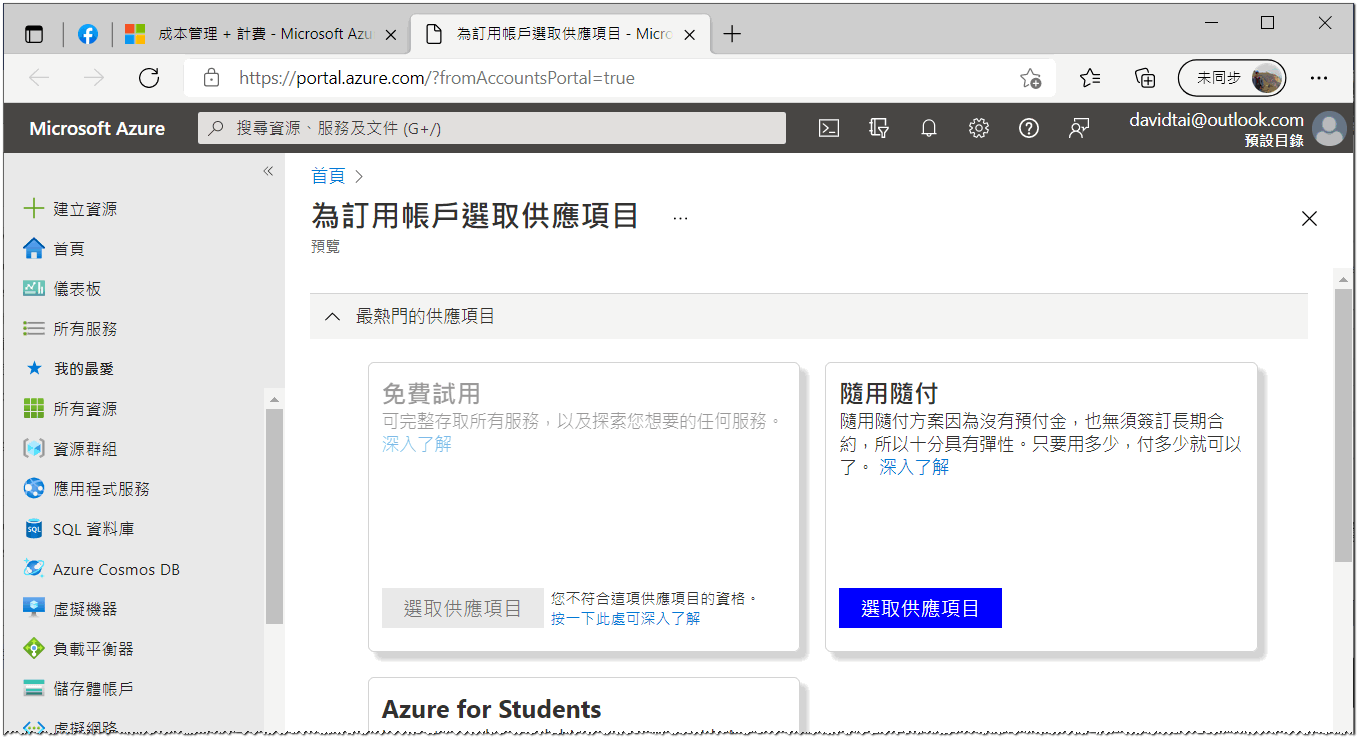 成本管理 + 計費 - Microsoft Azu
為訂用帳戶選取供應項目 - Micro
https://portal.azure.com/?fromAccountsPortal=true
未同步
Microsoft Azure
搜尋資源、服務及文件 (G+/)
davidtai@outlook.com
預設目錄
建立資源
首頁
儀表板
所有服務
我的最愛
所有資源
資源群組
應用程式服務
SQL 資料庫
Azure Cosmos DB
虛擬機器
負載平衡器
儲存體帳戶
虛擬網路
首頁 >
為訂用帳戶選取供應項目 ...
預覽
最熱門的供應項目
免費試用
可完整存取所有服務，以及探索您想要的任何服務。
深入了解
選取供應項目
您不符合這項供應項目的資格。
按一下此處可深入了解
隨用隨付
隨用隨付方案因為沒有預付金，也無須簽訂長期合
約，所以十分具有彈性。只要用多少，付多少就可以
了。 深入了解
選取供應項目
Azure for Students